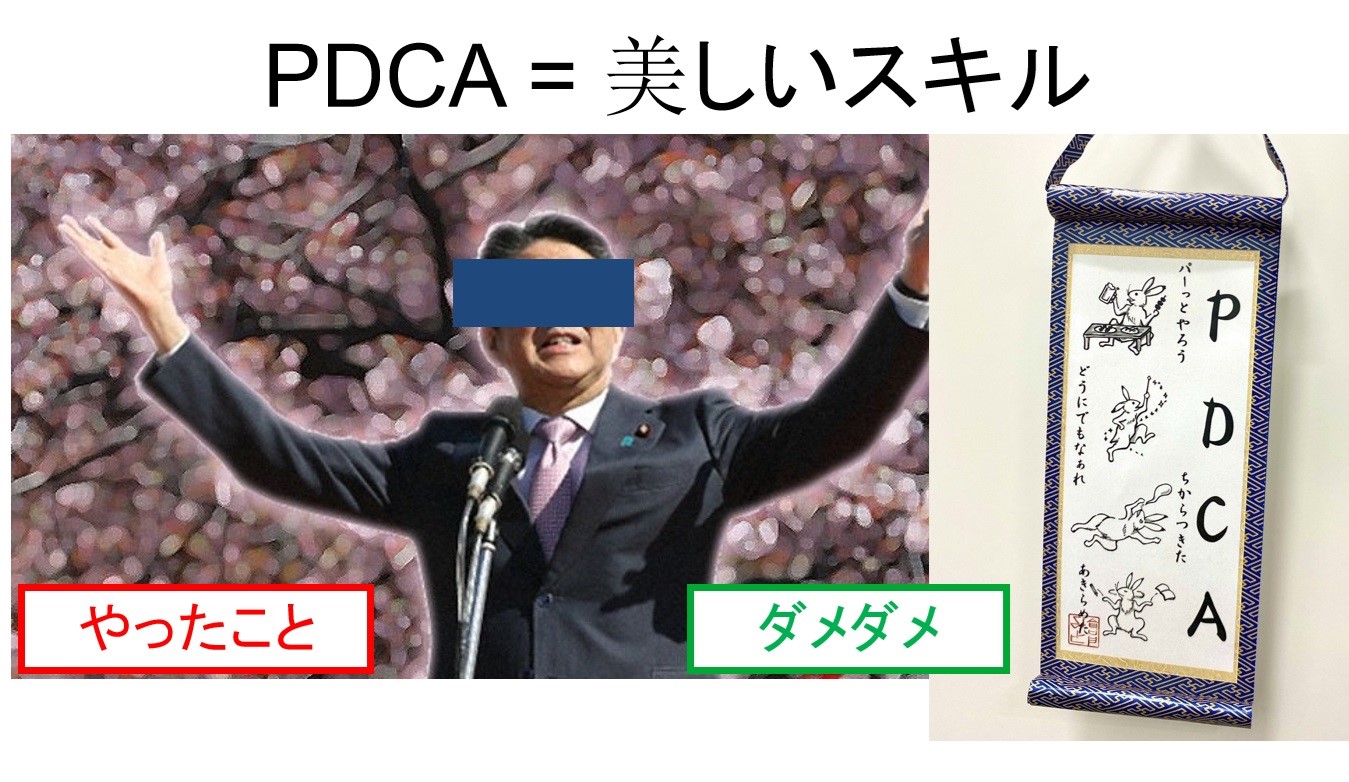 PDCA = 美しいスキル
やったこと
ダメダメ
P
パーっとやろう
D
どうにでもなぁれ
C
ちからつきた
A
あきらめた